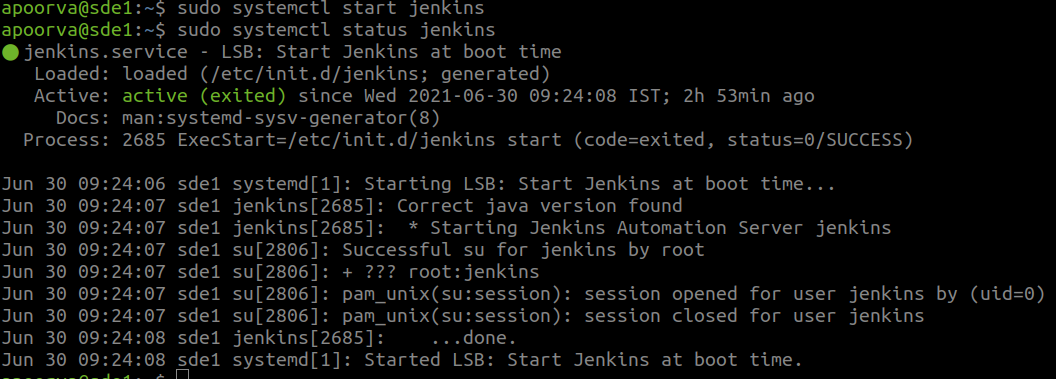 apoorva@sde1:~$ sudo systemctl start jenkins
apoorva@sde1:~$ sudo systemctl status jenkins
● jenkins.service - LSB: Start Jenkins at boot time
   Loaded: loaded (/etc/init.d/jenkins; generated)
   Active: active (exited) since Wed 2021-06-30 09:24:08 IST; 2h 53min ago
     Docs: man:systemd-sysv-generator(8)
  Process: 2685 ExecStart=/etc/init.d/jenkins start (code=exited, status=0/SUCCESS)

Jun 30 09:24:06 sde1 systemd[1]: Starting LSB: Start Jenkins at boot time...
Jun 30 09:24:07 sde1 jenkins[2685]: Correct java version found
Jun 30 09:24:07 sde1 jenkins[2685]:  * Starting Jenkins Automation Server jenkins
Jun 30 09:24:07 sde1 su[2806]: Successful su for jenkins by root
Jun 30 09:24:07 sde1 su[2806]: + ??? root:jenkins
Jun 30 09:24:07 sde1 su[2806]: pam_unix(su:session): session opened for user jenkins by (uid=0)
Jun 30 09:24:07 sde1 su[2806]: pam_unix(su:session): session closed for user jenkins
Jun 30 09:24:08 sde1 jenkins[2685]:    ...done.
Jun 30 09:24:08 sde1 systemd[1]: Started LSB: Start Jenkins at boot time.
apoorva@sde1:~$